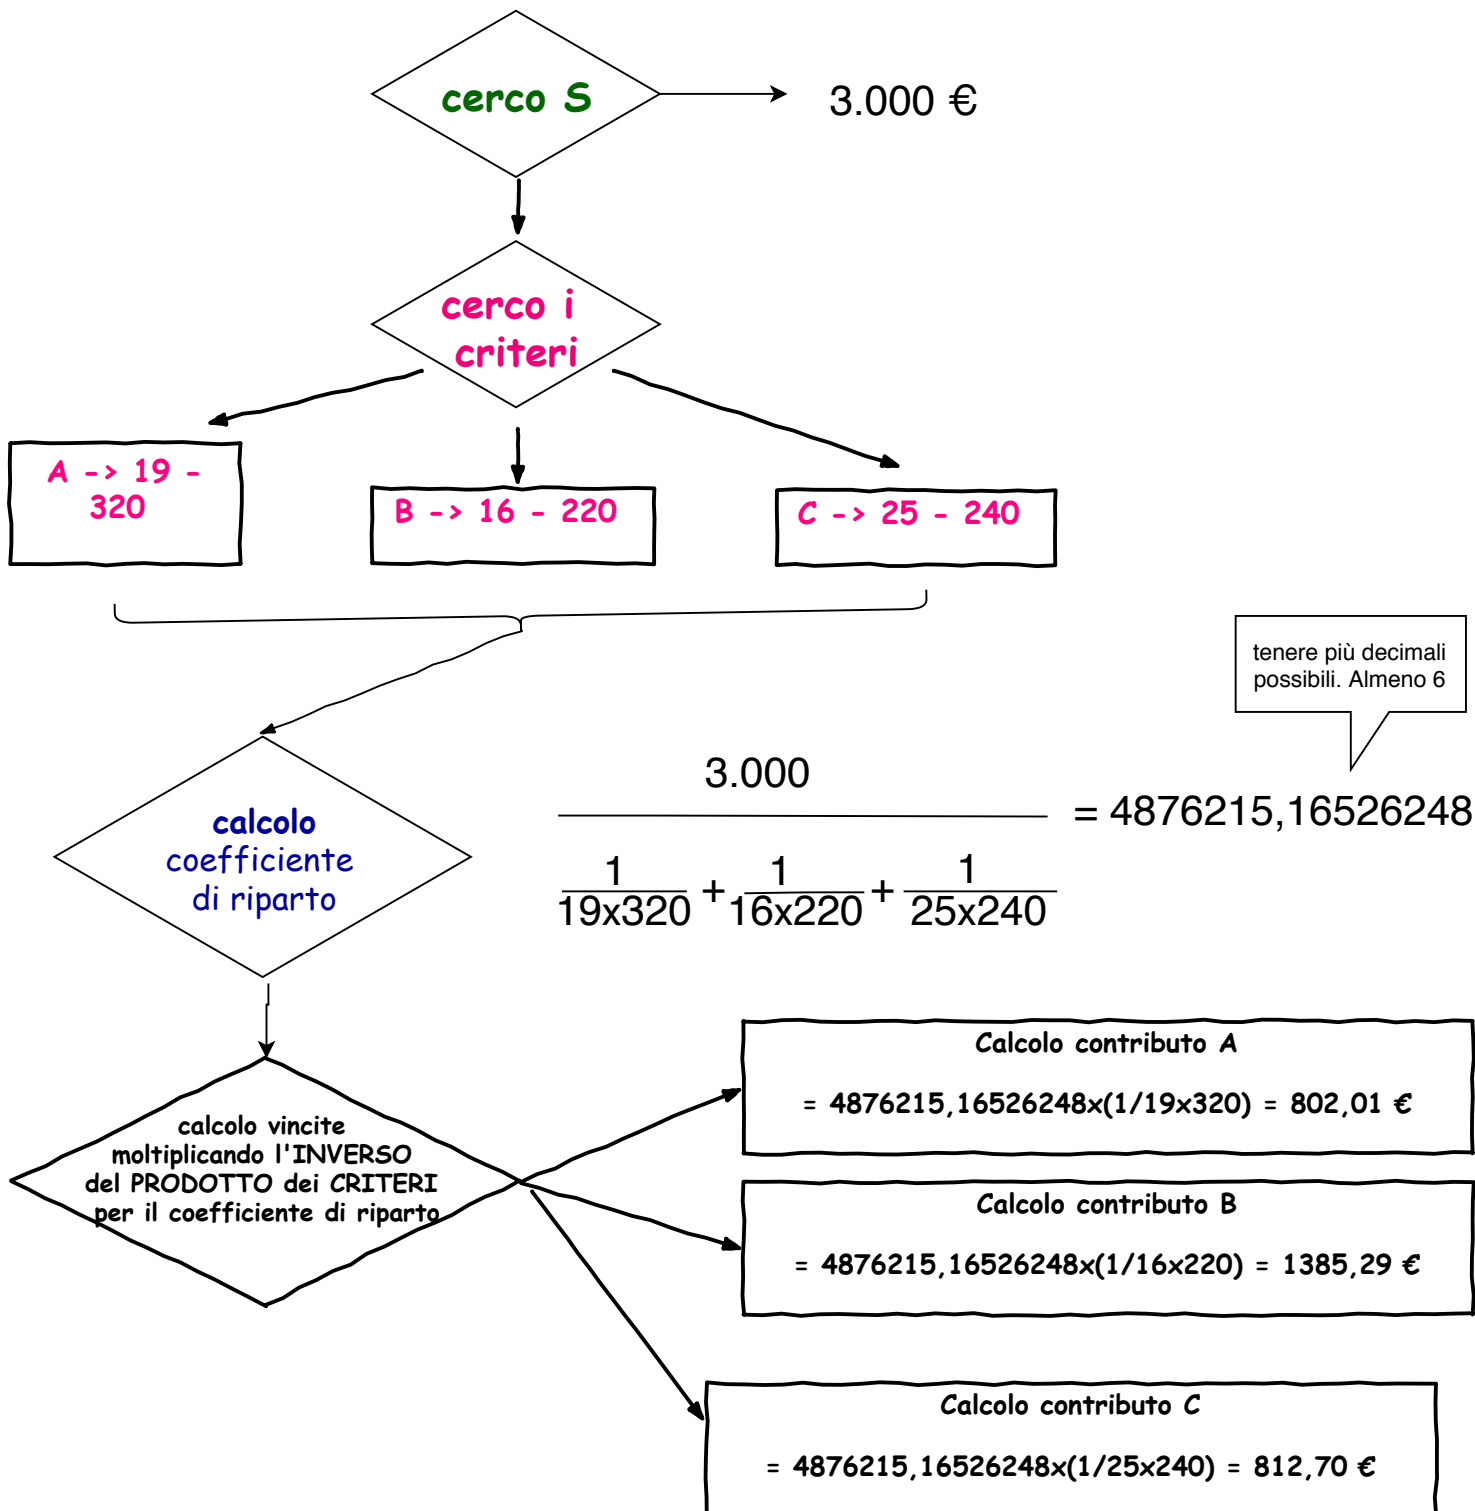 cerco S
3.000 €
cerco i
criteri
A -> 19 -
320
B -> 16 - 220
C -> 25 - 240
tenere più decimali
possibili. Almeno 6
calcolo
coefficiente
di riparto
3.000
= 4876215,16526248
1 + 1 + 1
19x320 16x220 25x240
calcolo vincite
moltiplicando l'INVERSO
del PRODOTTO dei CRITERI
per il coefficiente di riparto
Calcolo contributo A
= 4876215,16526248x(1/19x320) = 802,01 €
Calcolo contributo B
= 4876215,16526248x(1/16x220) = 1385,29 €
Calcolo contributo C
= 4876215,16526248x(1/25x240) = 812,70 €